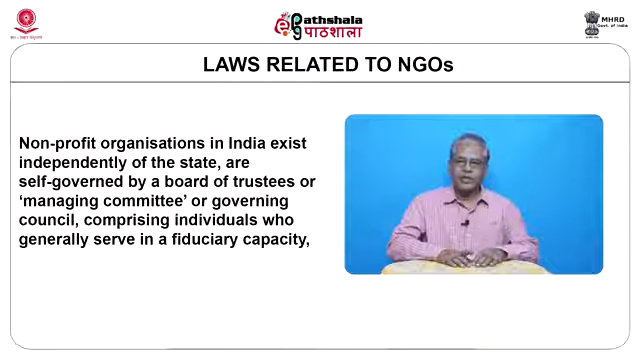 Pathshala
पाठशाला
MHRD
Govt. of India
LAWS RELATED TO NGOs
Non-profit organisations in India exist
independently of the state, are
self-governed by a board of trustees or
‘managing committee’ or governing
council, comprising individuals who
generally serve in a fiduciary capacity,